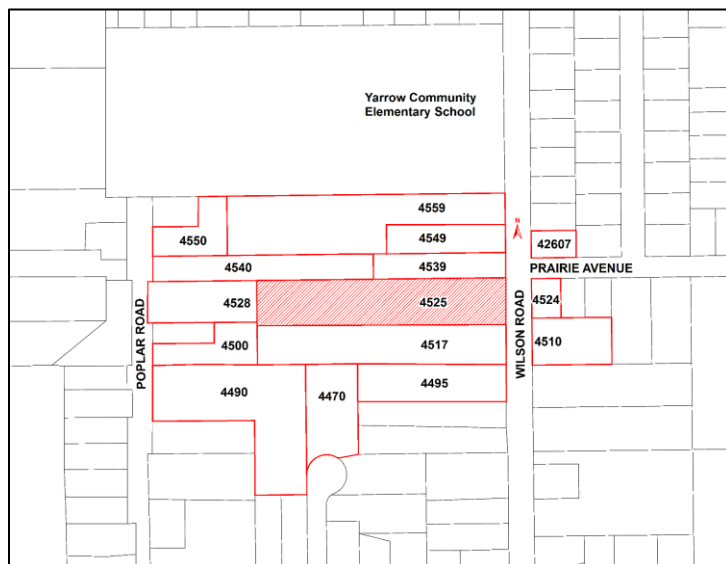 Yarrow Community
Elementary School
4559
4550
4549
N
42607
4540
4539
PRAIRIE AVENUE
4528
4525
4524
POPLAR ROAD
WILSON ROAD
4500
4517
4510
4490
4470
4495